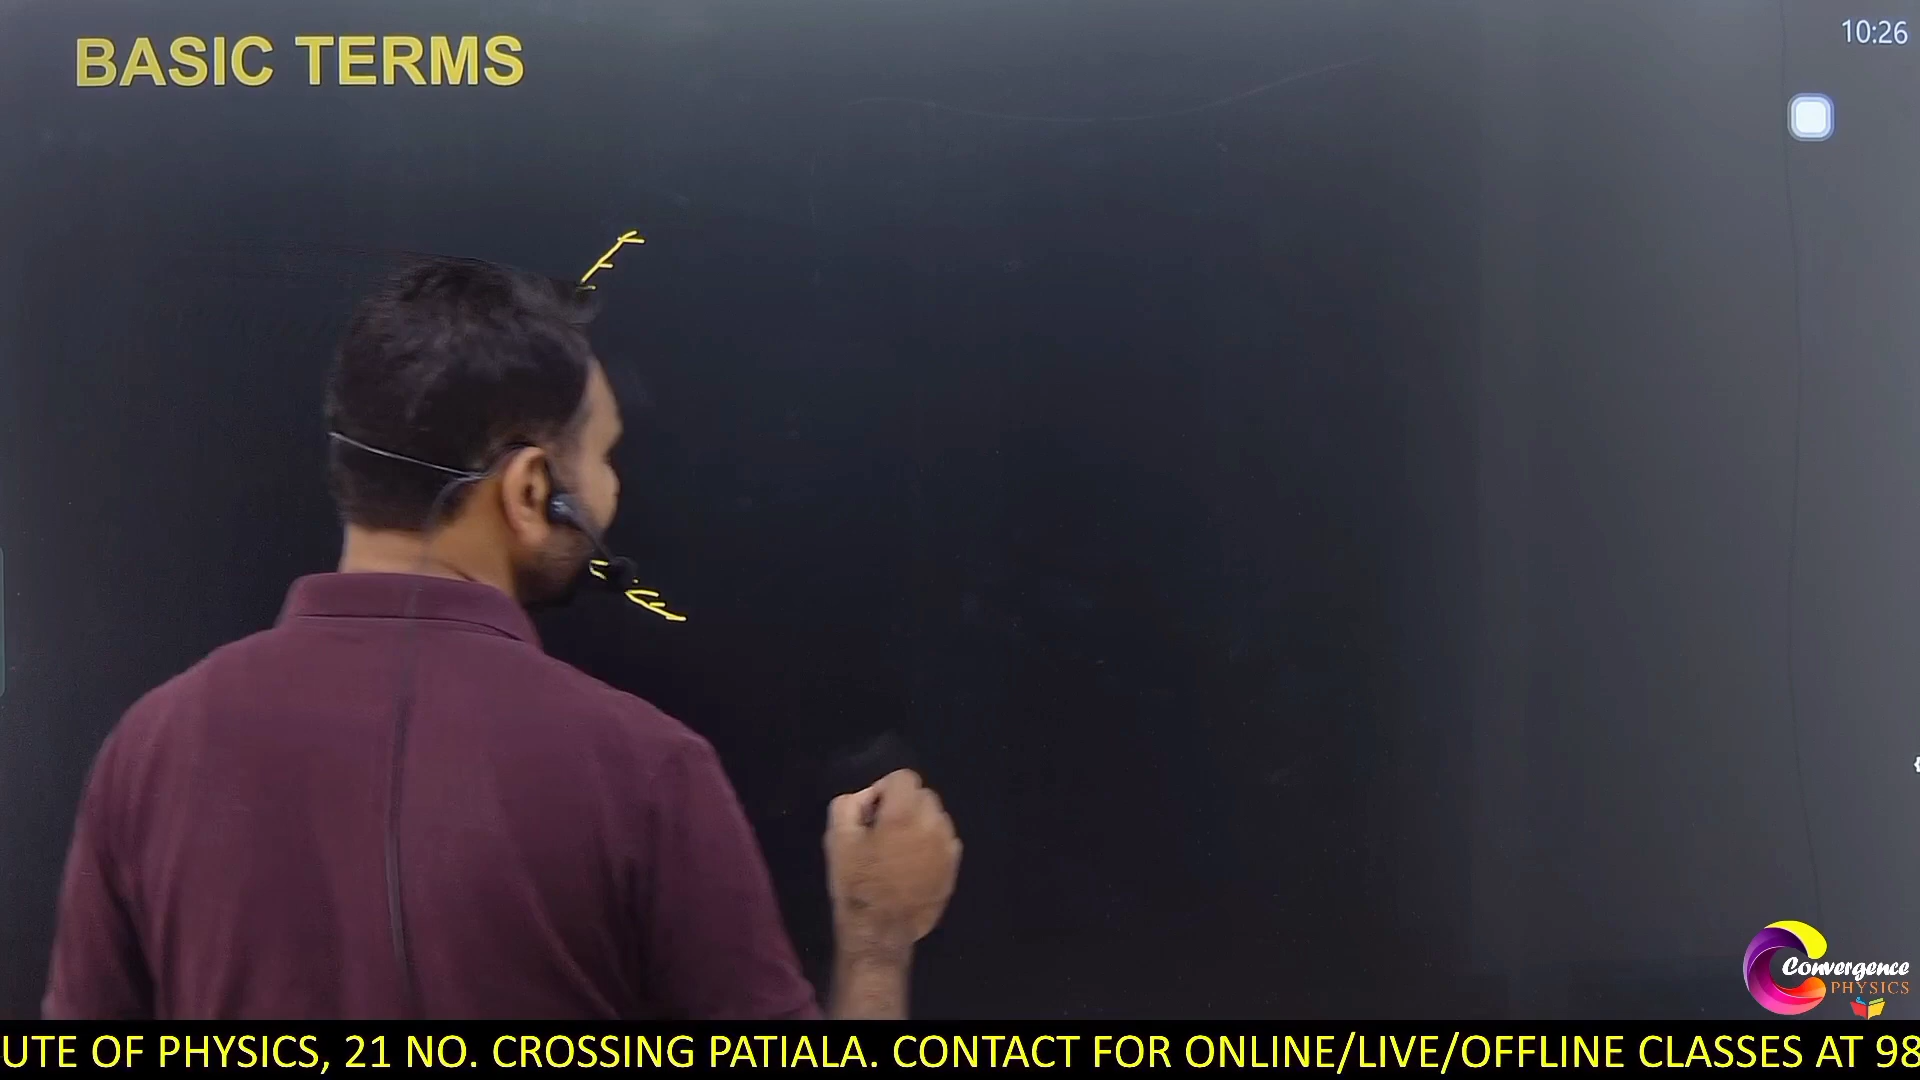 BASIC TERMS
10:26
Convergence
PHYSICS
UTE OF PHYSICS, 21 NO. CROSSING PATIALA. CONTACT FOR ONLINE/LIVE/OFFLINE CLASSES AT 98